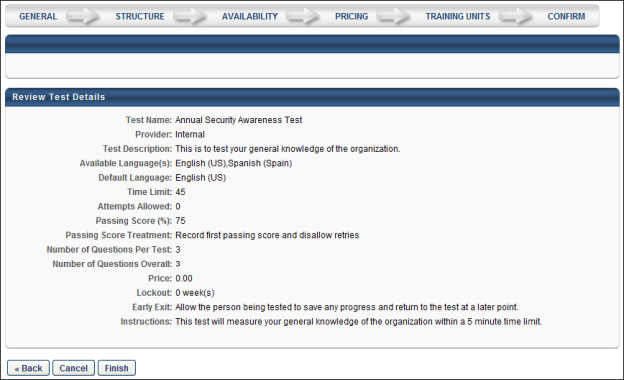 GENERAL STRUCTURE AVAILABILITY PRICING TRAINING UNITS CONFIRM
Review Test Details
Test Name: Annual Security Awareness Test
Provider: Internal
Test Description: This is to test your general knowledge of the organization.
Available Language(s): English (US),Spanish (Spain)
Default Language: English (US)
Time Limit: 45
Attempts Allowed: 0
Passing Score (%): 75
Passing Score Treatment: Record first passing score and disallow retries
Number of Questions Per Test: 3
Number of Questions Overall: 3
Price: 0.00
Lockout: 0 week(s)
Early Exit: Allow the person being tested to save any progress and return to the test at a later point.
Instructions: This test will measure your general knowledge of the organization within a 5 minute time limit.
« Back Cancel Finish